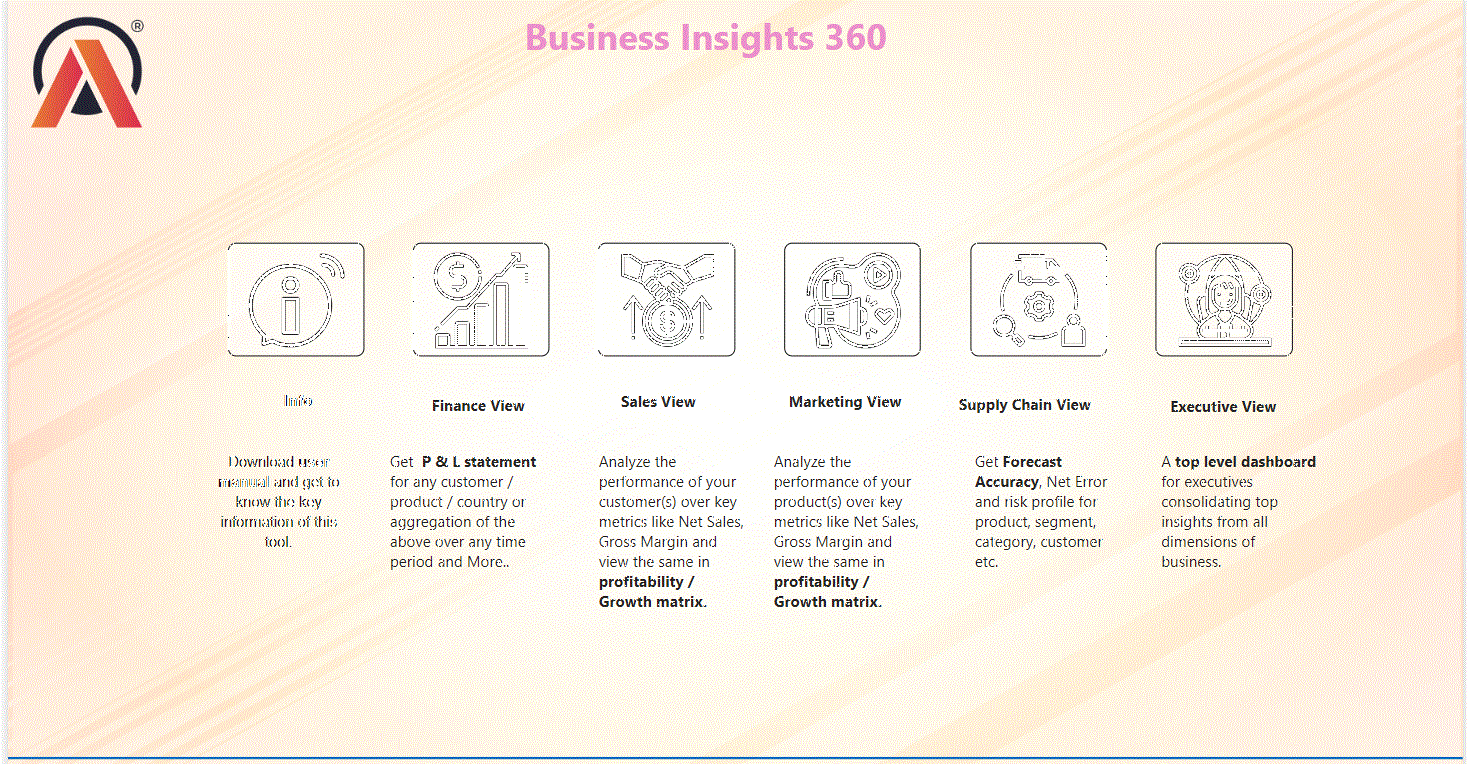 ®
Business Insights 360
Info
Download user
manual and get to
know the key
information of this
tool.
Finance View
Get P & L statement
for any customer /
product / country or
aggregation of the
above over any time
period and More..
Sales View
Analyze the
performance of your
customer(s) over key
metrics like Net Sales,
Gross Margin and
view the same in
profitability /
Growth matrix.
Marketing View
Analyze the
performance of your
product(s) over key
metrics like Net Sales,
Gross Margin and
view the same in
profitability /
Growth matrix.
Supply Chain View
Get Forecast
Accuracy, Net Error
and risk profile for
product, segment,
category, customer
etc.
Executive View
A top level dashboard
for executives
consolidating top
insights from all
dimensions of
business.